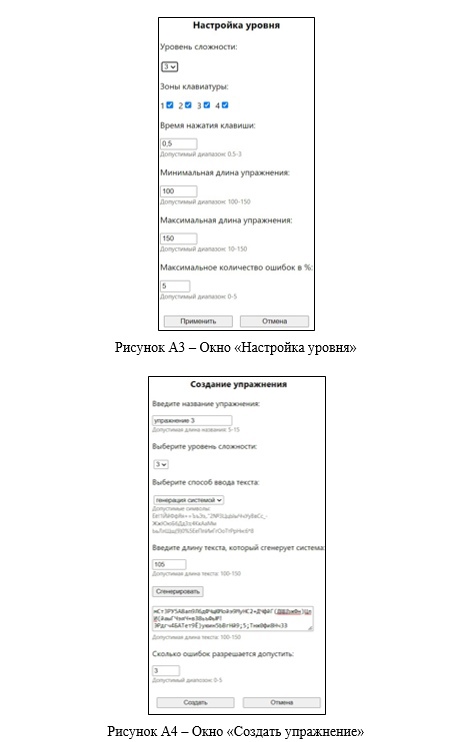 Настройка уровня
Уровень сложности:
3
Зоны клавиатуры:
1 2 3 4
Время нажатия клавиши:
0,5
Допустимый диапазон: 0.5-3
Минимальная длина упражнения:
100
Допустимый диапазон: 100-150
Максимальная длина упражнения:
150
Допустимый диапазон: 10-150
Максимальное количество ошибок в %:
5
Допустимый диапазон: 0-5
Применить Отмена
Рисунок А3 – Окно «Настройка уровня»
Создание упражнения
Введите название упражнения:
упражнение 3
Допустимая длина названия: 5-15
Выберите уровень сложности:
3
Выберите способ ввода текста:
генерация системой
Допустимые символы:
Введите длину текста, который сгенерует система:
105
Допустимая длина текста: 100-150
Сгенерировать
Допустимая длина текста: 100-150
Сколько ошибок разрешается допустить:
3
Допустимый диапазон: 0-5
Создать Отмена
Рисунок А4 – Окно «Создать упражнение»